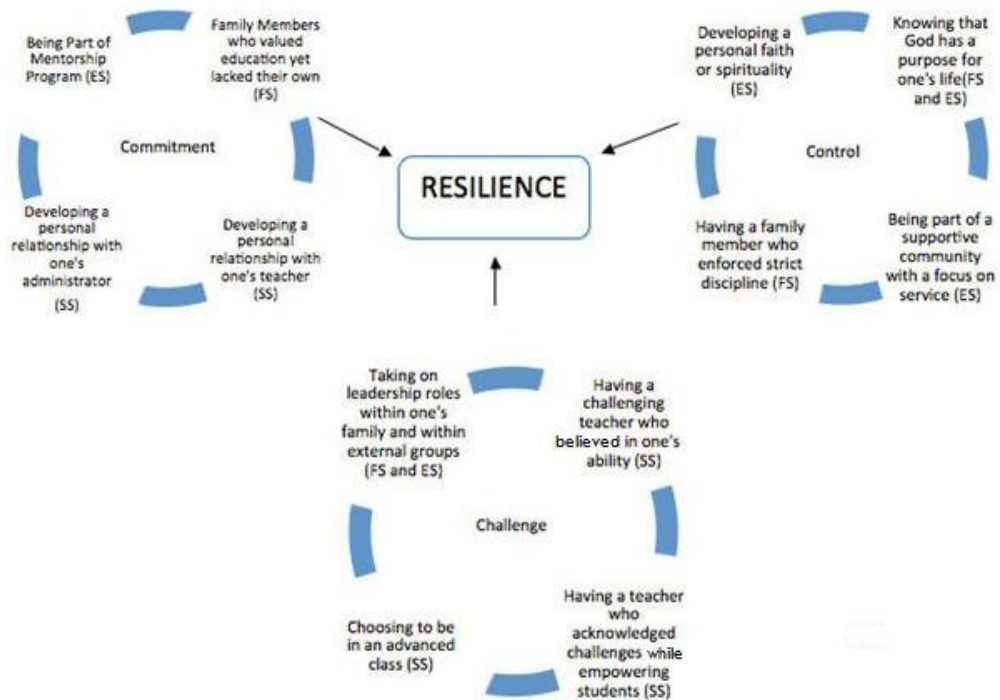 Being Part of
Mentorship
Program (ES)
Family Members
who valued
education yet
lacked their own
(FS)
Commitment
Developing a
personal
relationship with
one's
administrator
(SS)
Developing a
personal
relationship with
one's teacher
(SS)
RESILIENCE
Developing a
personal faith
or spirituality
(ES)
Knowing that
God has a
purpose for
one's life(FS
and ES)
Control
Having a family
member who
enforced strict
discipline (FS)
Being part of a
supportive
community
with a focus on
service (ES)
Taking on
leadership roles
within one's
family and within
external groups
(FS and ES)
Having a
challenging
teacher who
believed in one's
ability (SS)
Challenge
Choosing to be
in an advanced
class (SS)
Having a teacher
who
acknowledged
challenges while
empowering
students (SS)